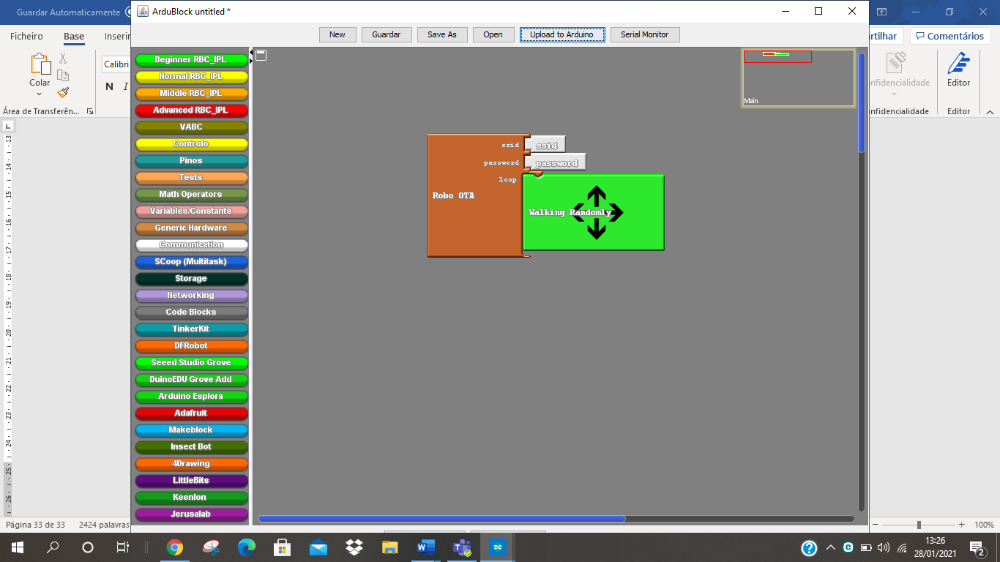 Guardar Automaticamente
ArduBlock untitled *
Ficheiro
Base
Inserir
rtilhar
Comentários
New
Guardar
Save As
Open
Upload to Arduino
Serial Monitor
Colar
Calibri
N
I
Área de Transferên...
onfidencialidade
Editor
onfidencialidade
Editor
Beginner RBC_IPL
Normal RBC_IPL
Middle RBC_IPL
Advanced RBC_IPL
VABC
Controlo
Pinos
Tests
Math Operators
Variables/Constants
Generic Hardware
Communication
SCoop (Multitask)
Storage
Networking
Code Blocks
TinkerKit
DFRobot
Seeed Studio Grove
DuinoEDU Grove Add
Arduino Esplora
Adafruit
Makeblock
Insect Bot
4Drawing
LittleBits
Keenlon
Jerusalab
Main
ssid
ssid
password
password
loop
Robo OTA
Walking Randomly
13
14
15
16
17
18
19
20
21
22
23
24
25
26
Página 33 de 33
2424 palavras
100%
13:26
28/01/2021
2